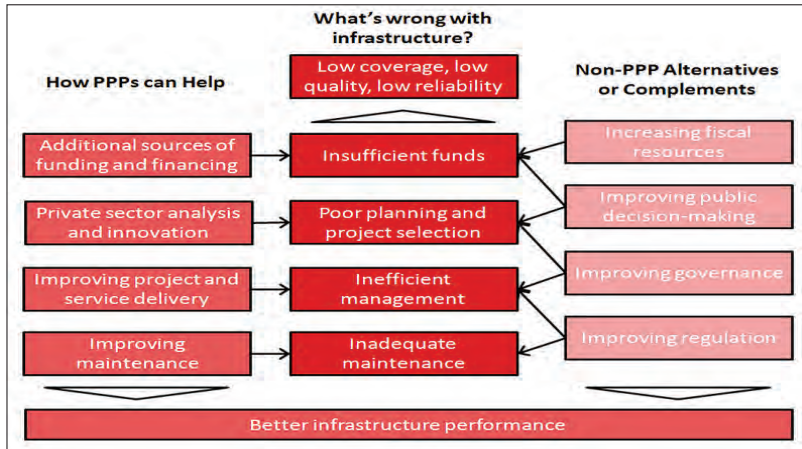 What's wrong with
infrastructure?
How PPPs can Help
Low coverage, low
quality, low reliability
Non-PPP Alternatives
or Complements
Additional sources of
funding and financing
Insufficient funds
Increasing fiscal
resources
Private sector analysis
and innovation
Poor planning and
project selection
Improving public
decision-making
Improving project and
service delivery
Inefficient
management
Improving governance
Improving
maintenance
Inadequate
maintenance
Improving regulation
Better infrastructure performance